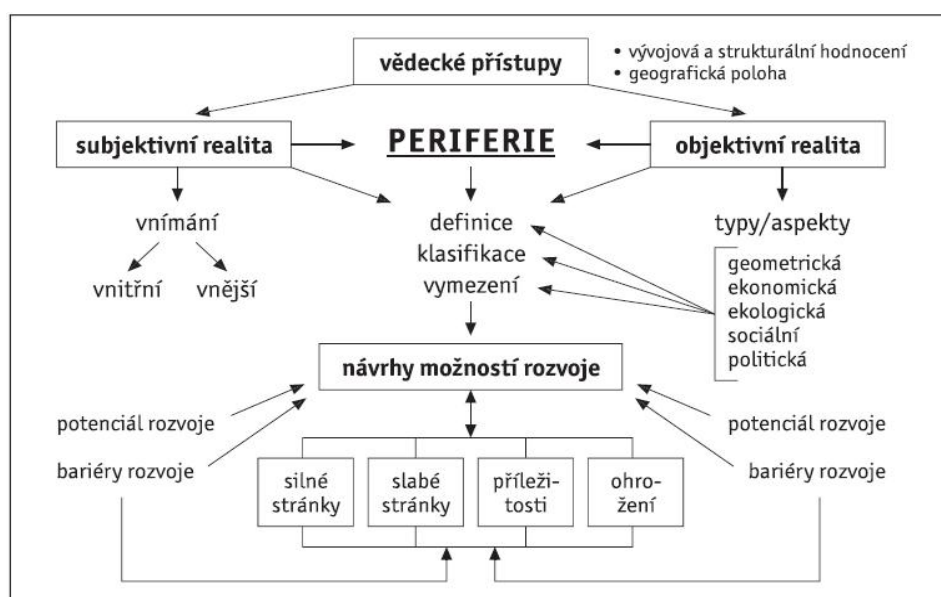 vědecké přístupy
• vývojová a strukturální hodnocení
• geografická poloha
subjektivní realita
PERIFERIE
objektivní realita
vnímání
vnitřní
vnější
definice
klasifikace
vymezení
typy/aspekty
geometrická
ekonomická
ekologická
sociální
politická
návrhy možností rozvoje
potenciál rozvoje
bariéry rozvoje
potenciál rozvoje
bariéry rozvoje
silné
stránky
slabé
stránky
příleži-
tosti
ohro-
žení